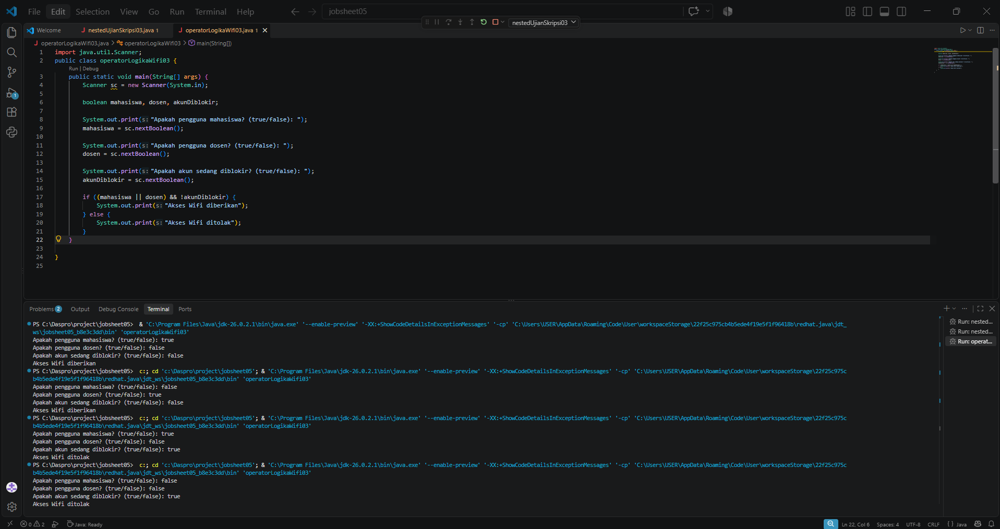 File Edit Selection View Go Run Terminal Help
jobsheet05
nestedUjianSkripsi03
Welcome
nestedUjianSkripsi03.java 1
operatorLogikaWifi03.java 1
operatorLogikaWifi03.java > operatorLogikaWifi03 > main(String[])
1 import java.util.Scanner;
2 public class operatorLogikaWifi03 {
Run | Debug
3 public static void main(String[] args) {
4 Scanner sc = new Scanner(System.in);
5
6 boolean mahasiswa, dosen, akunDiblokir;
7
8 System.out.print(s: "Apakah pengguna mahasiswa? (true/false): ");
9 mahasiswa = sc.nextBoolean();
10
11 System.out.print(s: "Apakah pengguna dosen? (true/false): ");
12 dosen = sc.nextBoolean();
13
14 System.out.print(s: "Apakah akun sedang diblokir? (true/false): ");
15 akunDiblokir = sc.nextBoolean();
16
17 if ((mahasiswa || dosen) && !akunDiblokir) {
18 System.out.print(s: "Akses Wifi diberikan");
19 } else {
20 System.out.print(s: "Akses Wifi ditolak");
21 }
22 }
23
24 }
25
Problems 2 Output Debug Console Terminal Ports
PS C:\Daspro\project\jobsheet05> & 'C:\Program Files\Java\jdk-26.0.2.1\bin\java.exe' '--enable-preview' '-XX:+ShowCodeDetailsInExceptionMessages' '-cp' 'C:\Users\USER\AppData\Roaming\Code\User\workspaceStorage\22f25c975cb4b5ede4f19e5f1f96418b\redhat.java\jdt_
ws\jobsheet05_b8e3c3dd\bin' 'operatorLogikaWifi03'
Apakah pengguna mahasiswa? (true/false): true
Apakah pengguna dosen? (true/false): false
Apakah akun sedang diblokir? (true/false): false
Akses Wifi diberikan
PS C:\Daspro\project\jobsheet05> c:; cd 'c:\Daspro\project\jobsheet05'; & 'C:\Program Files\Java\jdk-26.0.2.1\bin\java.exe' '--enable-preview' '-XX:+ShowCodeDetailsInExceptionMessages' '-cp' 'C:\Users\USER\AppData\Roaming\Code\User\workspaceStorage\22f25c975c
b4b5ede4f19e5f1f96418b\redhat.java\jdt_ws\jobsheet05_b8e3c3dd\bin' 'operatorLogikaWifi03'
Apakah pengguna mahasiswa? (true/false): false
Apakah pengguna dosen? (true/false): true
Apakah akun sedang diblokir? (true/false): false
Akses Wifi diberikan
PS C:\Daspro\project\jobsheet05> c:; cd 'c:\Daspro\project\jobsheet05'; & 'C:\Program Files\Java\jdk-26.0.2.1\bin\java.exe' '--enable-preview' '-XX:+ShowCodeDetailsInExceptionMessages' '-cp' 'C:\Users\USER\AppData\Roaming\Code\User\workspaceStorage\22f25c975c
b4b5ede4f19e5f1f96418b\redhat.java\jdt_ws\jobsheet05_b8e3c3dd\bin' 'operatorLogikaWifi03'
Apakah pengguna mahasiswa? (true/false): true
Apakah pengguna dosen? (true/false): false
Apakah akun sedang diblokir? (true/false): true
Akses Wifi ditolak
PS C:\Daspro\project\jobsheet05> c:; cd 'c:\Daspro\project\jobsheet05'; & 'C:\Program Files\Java\jdk-26.0.2.1\bin\java.exe' '--enable-preview' '-XX:+ShowCodeDetailsInExceptionMessages' '-cp' 'C:\Users\USER\AppData\Roaming\Code\User\workspaceStorage\22f25c975c
b4b5ede4f19e5f1f96418b\redhat.java\jdt_ws\jobsheet05_b8e3c3dd\bin' 'operatorLogikaWifi03'
Apakah pengguna mahasiswa? (true/false): false
Apakah pengguna dosen? (true/false): false
Apakah akun sedang diblokir? (true/false): true
Akses Wifi ditolak
Run: nested...
Run: nested...
Run: operat...
1
0 2 Java: Ready
Ln 22, Col 6 Spaces: 4 UTF-8 CRLF {} Java